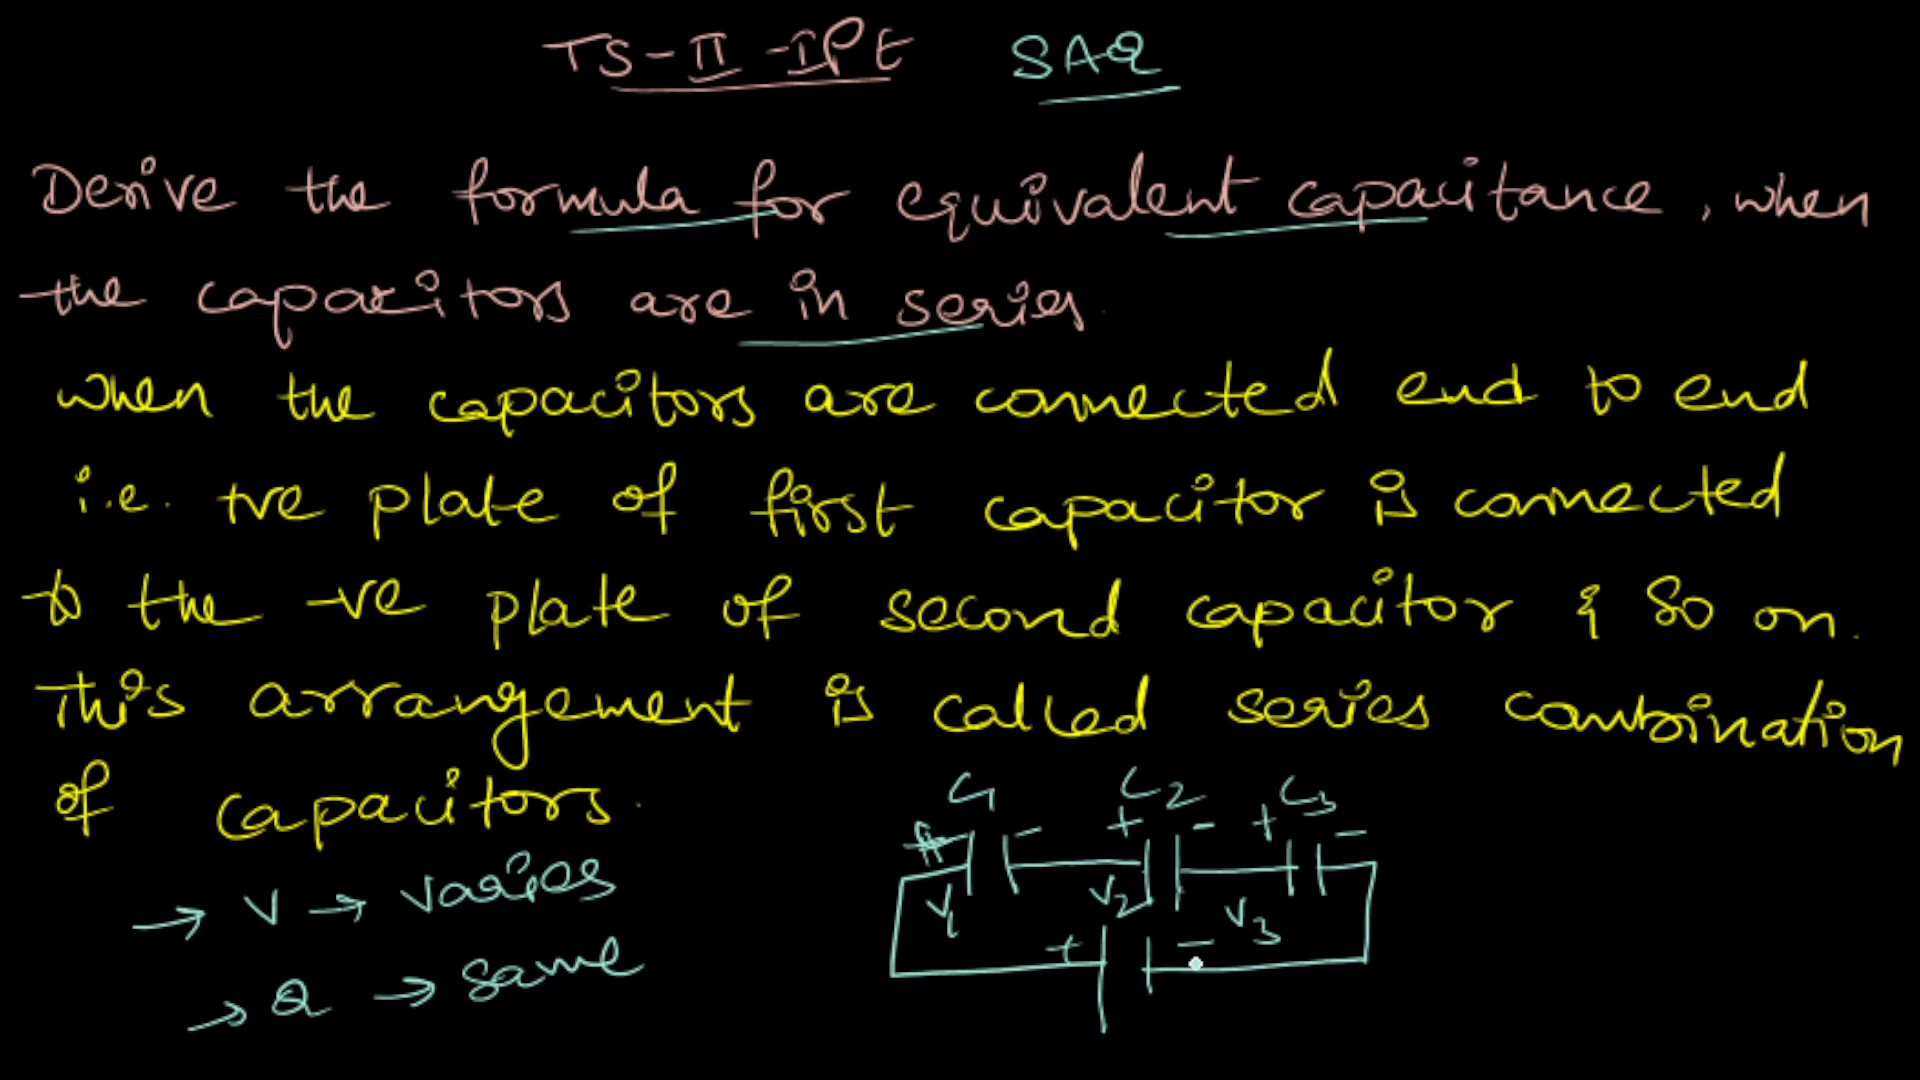 TS-II-IPE SAQ
Derive the formula for equivalent capacitance, when
the capacitors are in series.
when the capacitors are connected end to end
i.e. +ve plate of first capacitor is connected
to the -ve plate of second capacitor & so on.
This arrangement is called series combination
of capacitors.
C1 C2 C3
+ - + - + -
→ V → varies
V1 V2 V3
+ -
→ Q → same